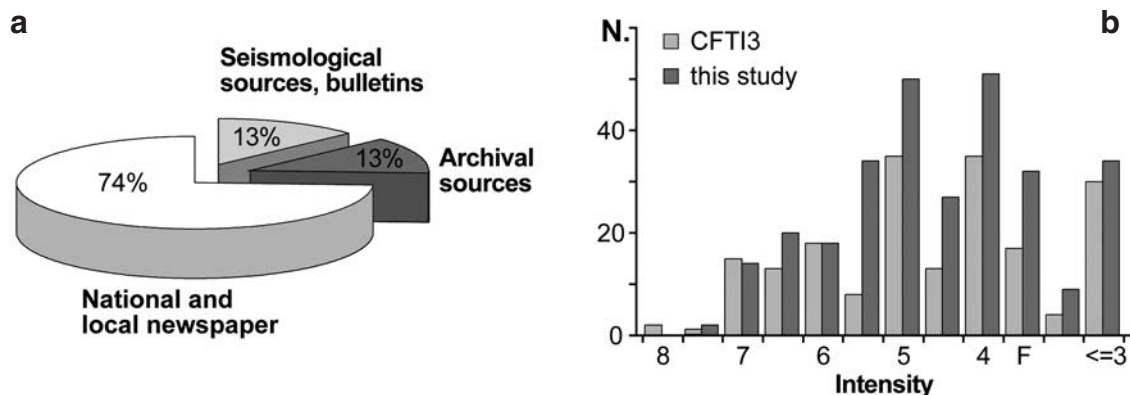 a
Seismological
sources, bulletins
13%
13%
Archival
sources
74%
National and
local newspaper
b
N.
CFTI3
this study
40
20
0
8 7 6 5 4 F <=3
Intensity